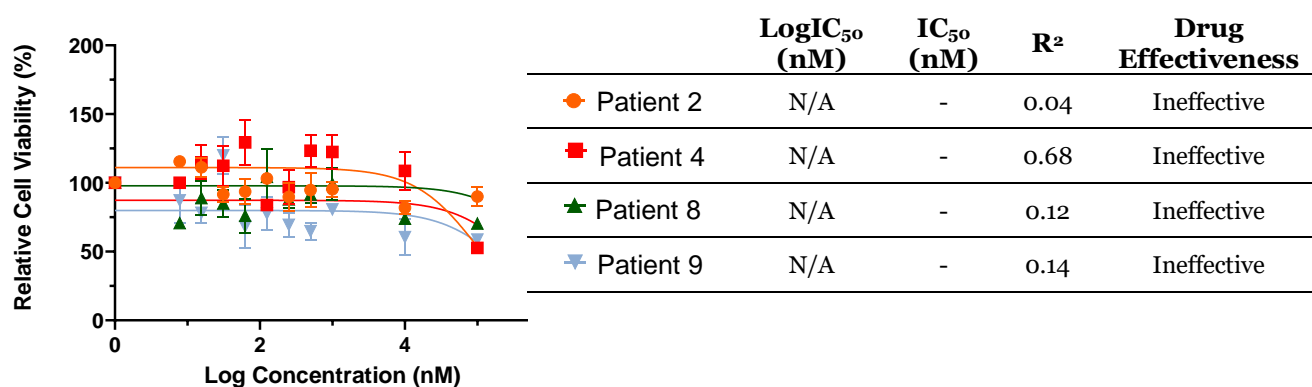 Relative Cell Viability (%)
200
150
100
50
0
0 2 4
Log Concentration (nM)
LogIC₅₀ (nM) IC₅₀ (nM) R² Drug Effectiveness
Patient 2 N/A - 0.04 Ineffective
Patient 4 N/A - 0.68 Ineffective
Patient 8 N/A - 0.12 Ineffective
Patient 9 N/A - 0.14 Ineffective